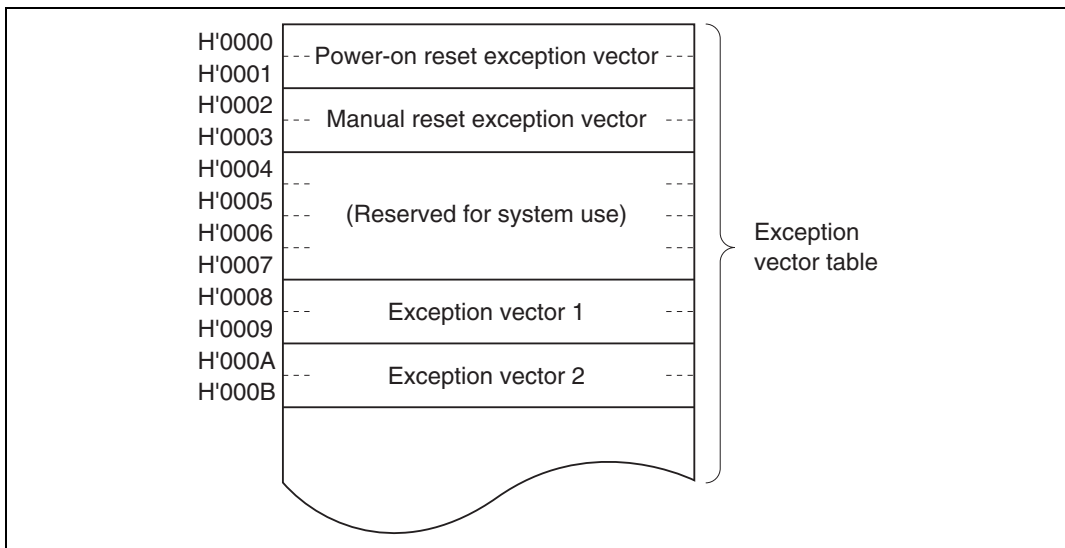 H'0000
Power-on reset exception vector
H'0001
H'0002
Manual reset exception vector
H'0003
H'0004
H'0005
(Reserved for system use)
H'0006
H'0007
H'0008
Exception vector 1
H'0009
H'000A
Exception vector 2
H'000B
Exception
vector table